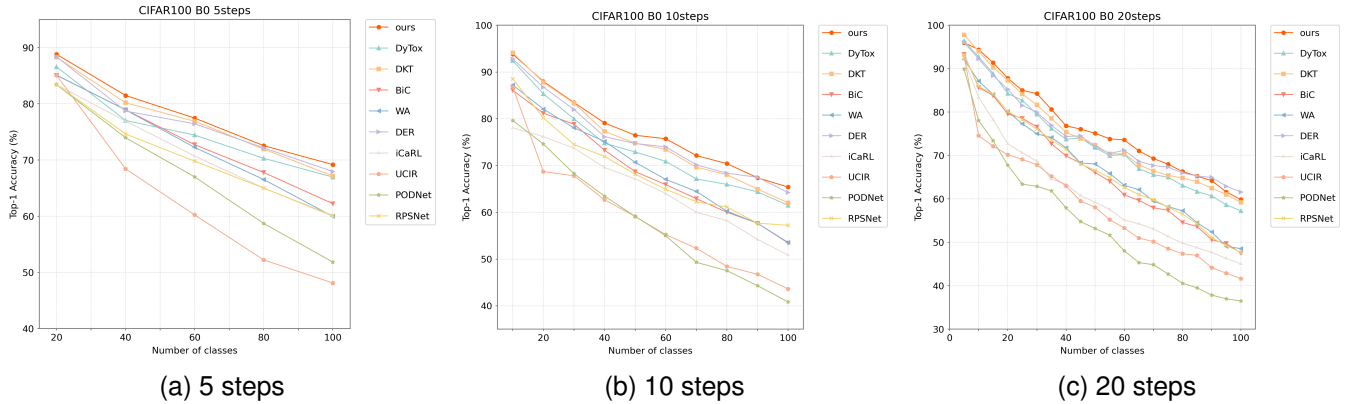 CIFAR100 B0 5steps
Top-1 Accuracy (%)
90
80
70
60
50
40
20
40
60
80
100
Number of classes
ours
DyTox
DKT
BiC
WA
DER
iCaRL
UCIR
PODNet
RPSNet
(a) 5 steps
CIFAR100 B0 10steps
Top-1 Accuracy (%)
100
90
80
70
60
50
40
20
40
60
80
100
Number of classes
ours
DyTox
DKT
BiC
WA
DER
iCaRL
UCIR
PODNet
RPSNet
(b) 10 steps
CIFAR100 B0 20steps
Top-1 Accuracy (%)
100
90
80
70
60
50
40
30
0
20
40
60
80
100
Number of classes
ours
DyTox
DKT
BiC
WA
DER
iCaRL
UCIR
PODNet
RPSNet
(c) 20 steps